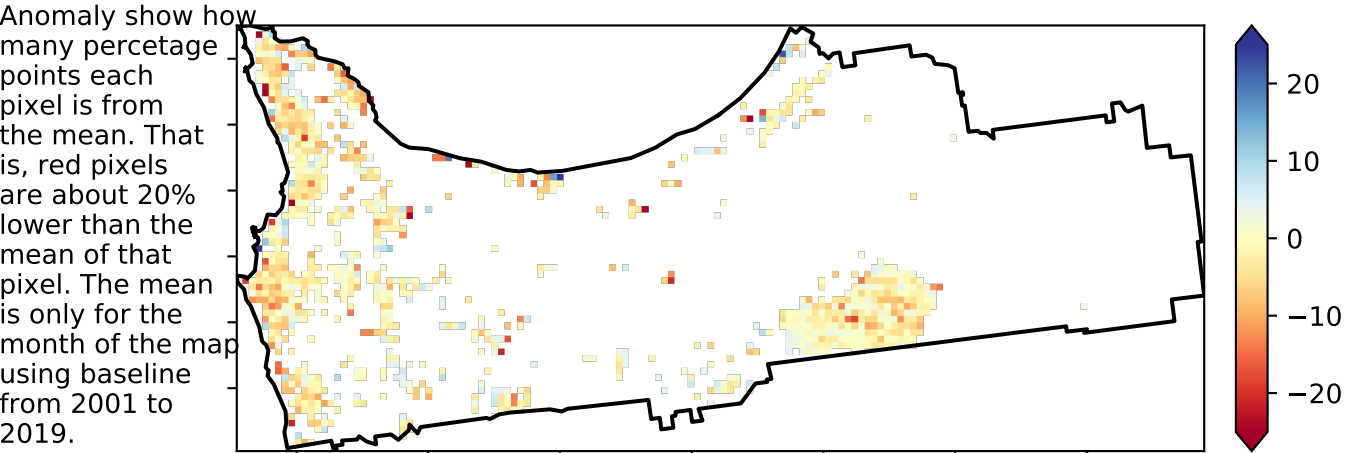 Anomaly show how
many percetage
points each
pixel is from
the mean. That
is, red pixels
are about 20%
lower than the
mean of that
pixel. The mean
is only for the
month of the map
using baseline
from 2001 to
2019.
20
10
0
−10
−20